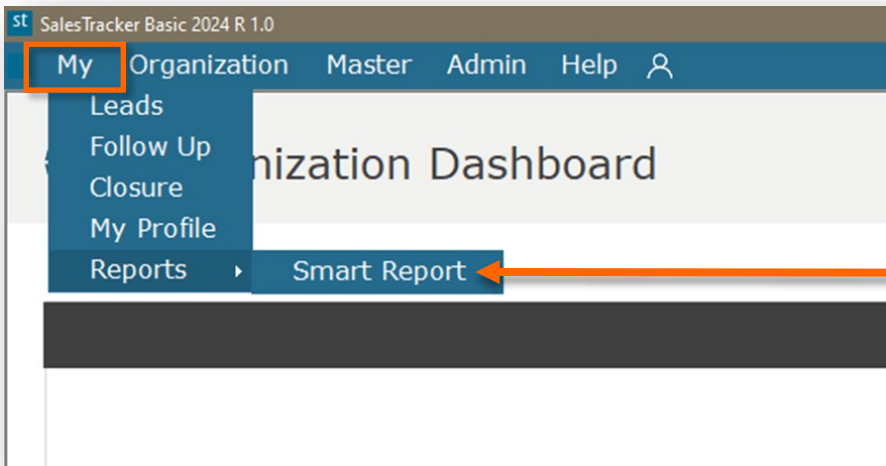 st SalesTracker Basic 2024 R 1.0
My Organization Master Admin Help
Leads
Follow Up
nization Dashboard
Closure
My Profile
Reports Smart Report